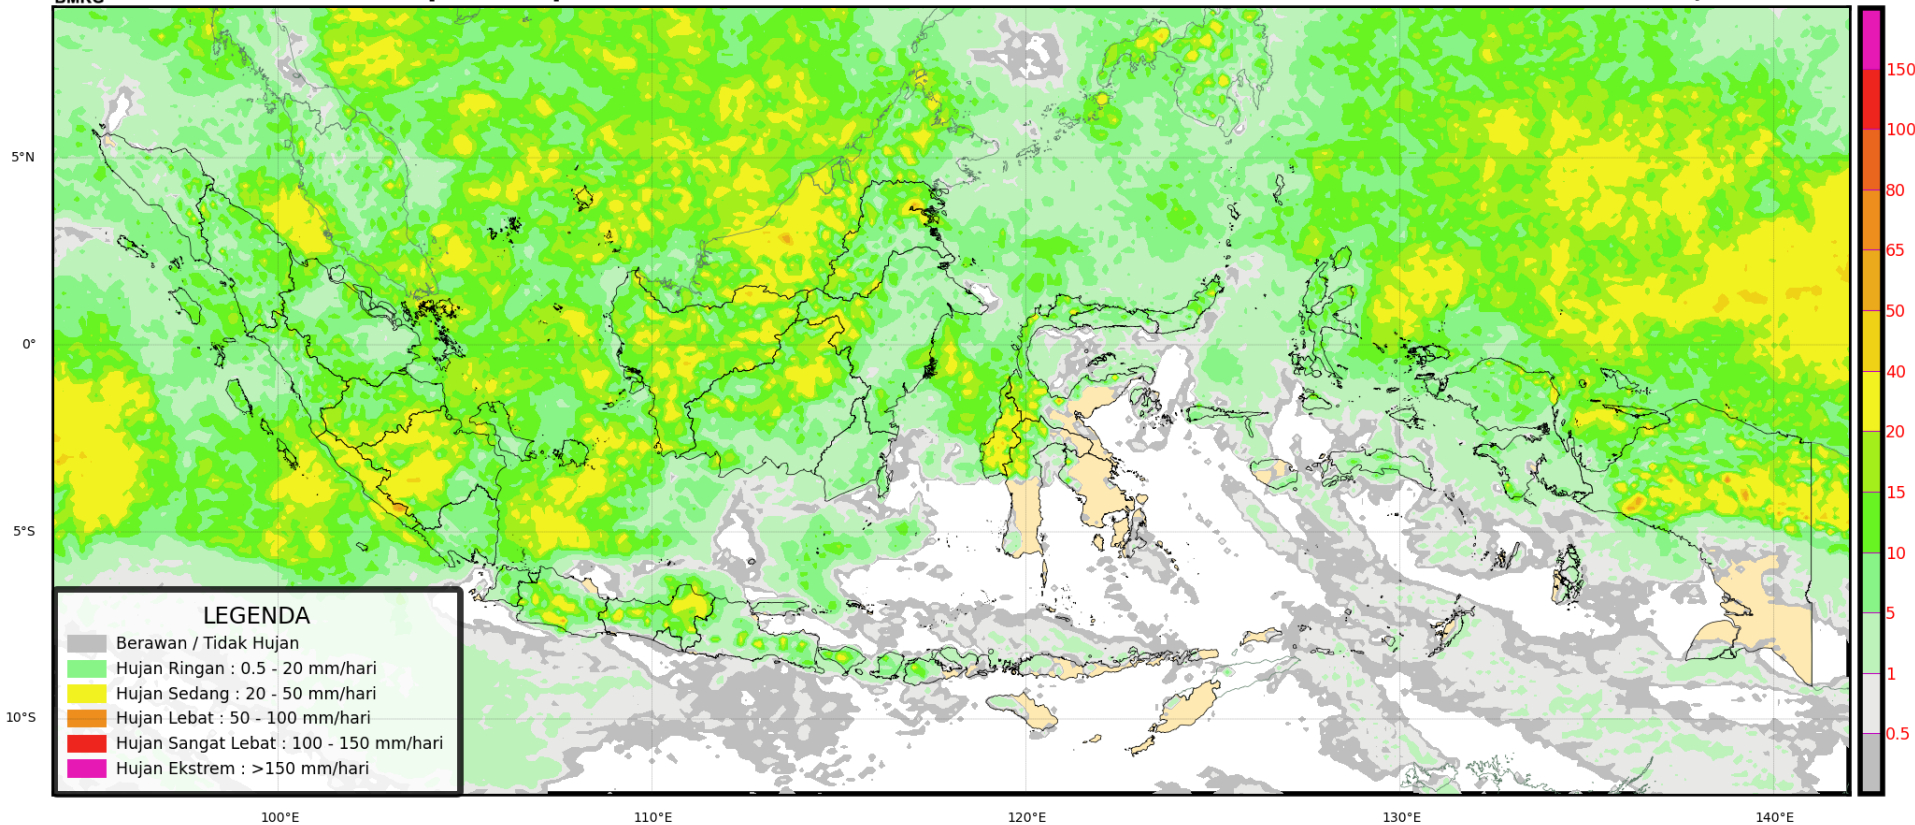 BMKG
5°N
0°
5°S
10°S
LEGENDA
Berawan / Tidak Hujan
Hujan Ringan : 0.5 - 20 mm/hari
Hujan Sedang : 20 - 50 mm/hari
Hujan Lebat : 50 - 100 mm/hari
Hujan Sangat Lebat : 100 - 150 mm/hari
Hujan Ekstrem : >150 mm/hari
100°E 110°E 120°E 130°E 140°E
150
100
80
65
50
40
20
15
10
5
1
0.5